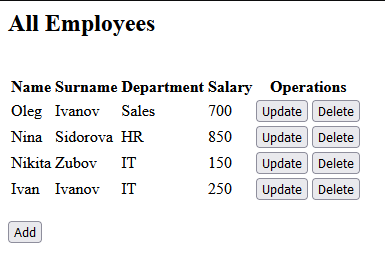 All Employees
Name Surname Department Salary Operations
Oleg Ivanov Sales 700 Update Delete
Nina Sidorova HR 850 Update Delete
Nikita Zubov IT 150 Update Delete
Ivan Ivanov IT 250 Update Delete
Add